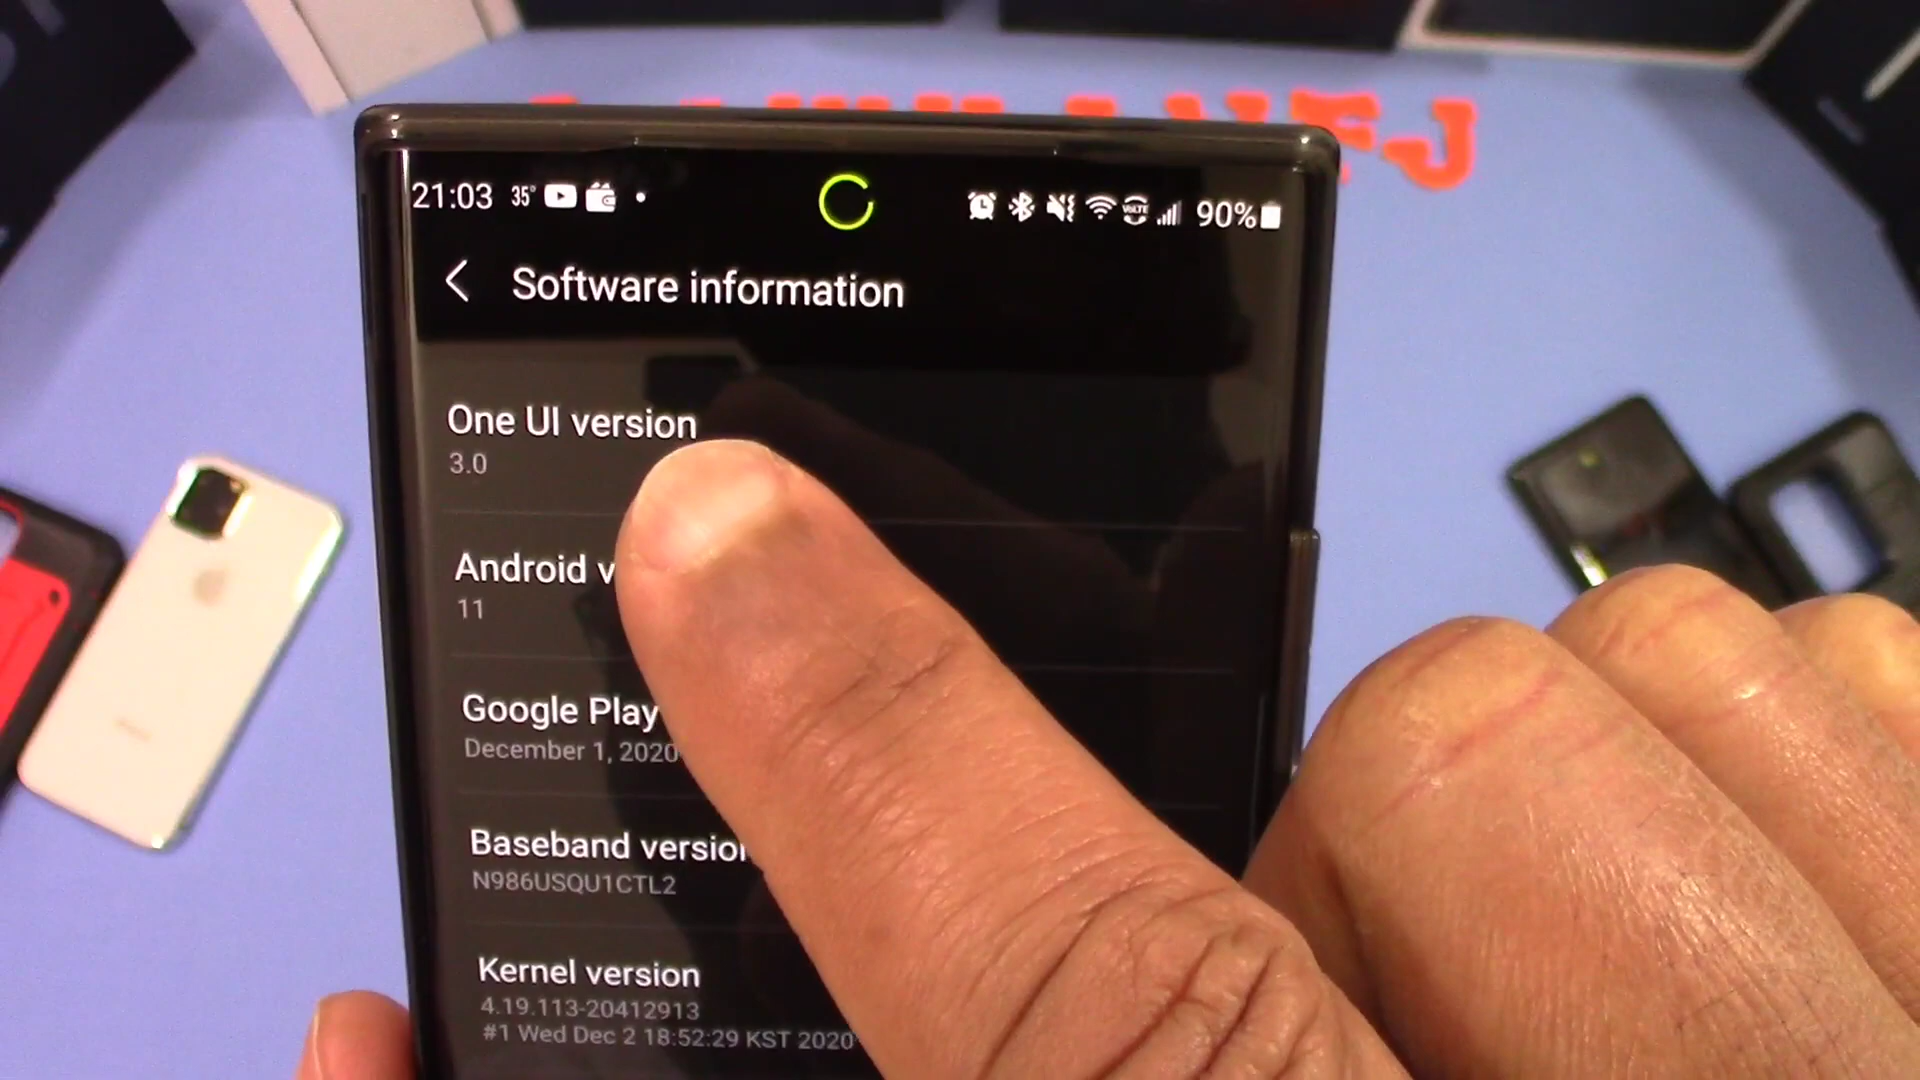 21:03 35° 90%
Software information
One UI version
3.0
Android v
11
Google Play
December 1, 2020
Baseband version
N986USQU1CTL2
Kernel version
4.19.113-20412913
#1 Wed Dec 2 18:52:29 KST 2020